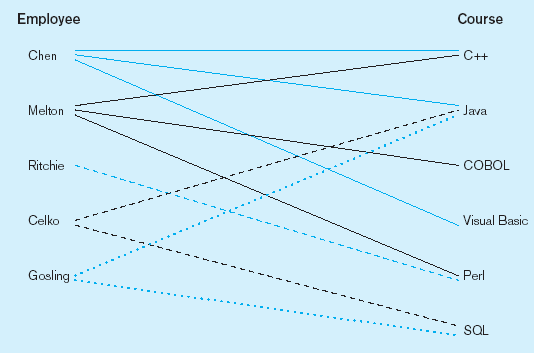 Employee Course
Chen C++
Melton Java
Ritchie COBOL
Celko Visual Basic
Gosling Perl
SQL